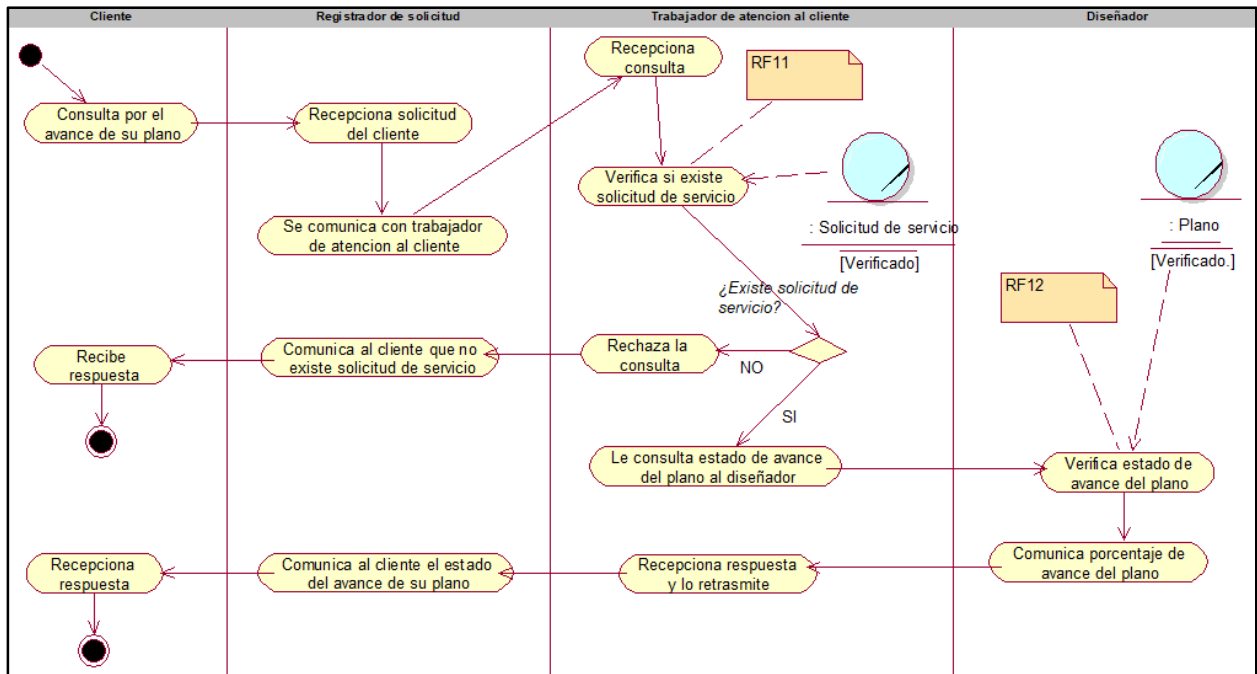 Cliente
Registrador de solicitud
Trabajador de atencion al cliente
Diseñador
Recepciona
consulta
RF11
Consulta por el
avance de su plano
Recepciona solicitud
del cliente
Verifica si existe
solicitud de servicio
Se comunica con trabajador
de atencion al cliente
: Solicitud de servicio
[Verificado]
: Plano
[Verificado.]
¿Existe solicitud de
servicio?
RF12
Recibe
respuesta
Comunica al cliente que no
existe solicitud de servicio
Rechaza la
consulta
NO
SI
Le consulta estado de avance
del plano al diseñador
Verifica estado de
avance del plano
Recepciona
respuesta
Comunica al cliente el estado
del avance de su plano
Recepciona respuesta
y lo retrasmite
Comunica porcentaje de
avance del plano